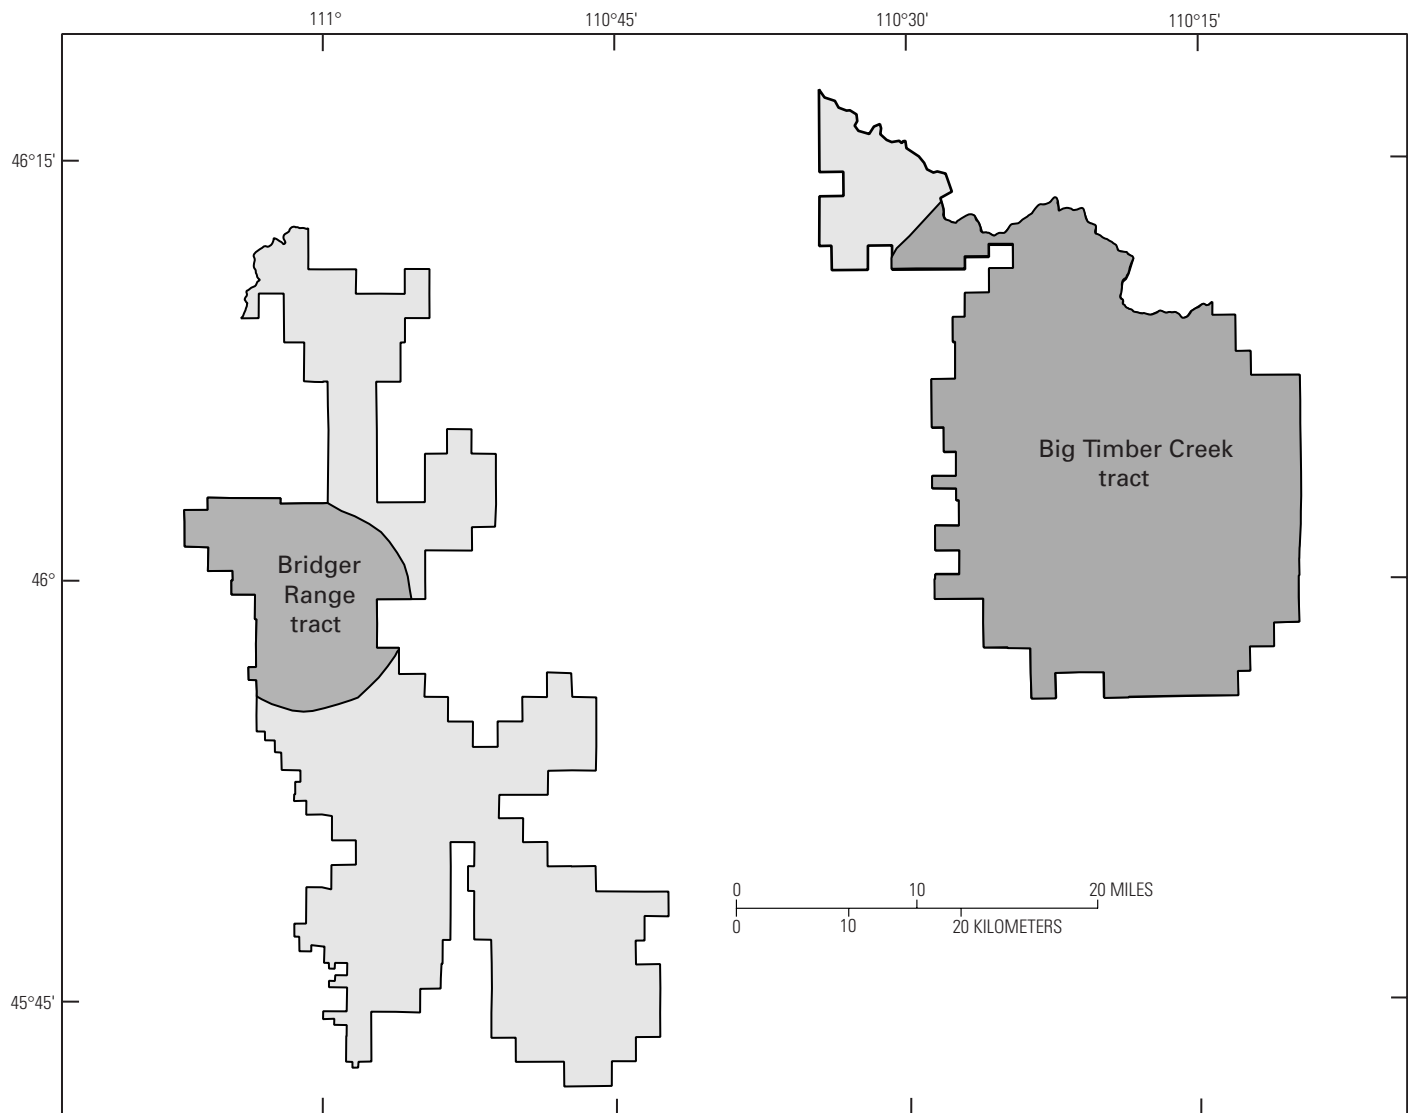 111° 110°45' 110°30' 110°15'
46°15'
Big Timber Creek
tract
Bridger
Range
tract
46°
0 10 20 MILES
0 10 20 KILOMETERS
45°45'